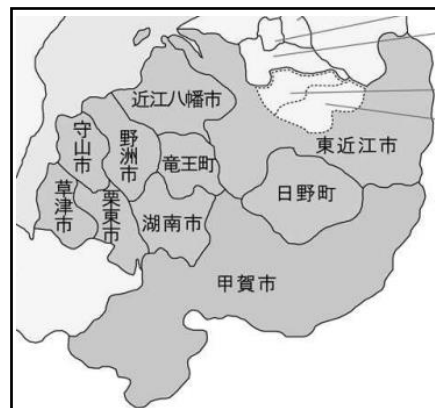 近江八幡市
東近江市
守山市
野洲市
竜王町
日野町
草津市
栗東市
湖南市
甲賀市